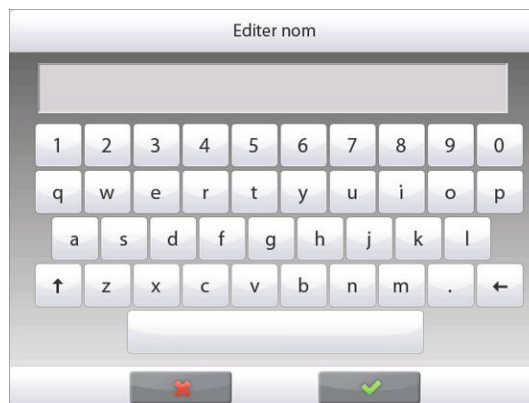 Editer nom
1 2 3 4 5 6 7 8 9 0
q w e r t y u i o p
a s d f g h j k l
↑ z x c v b n m . ←